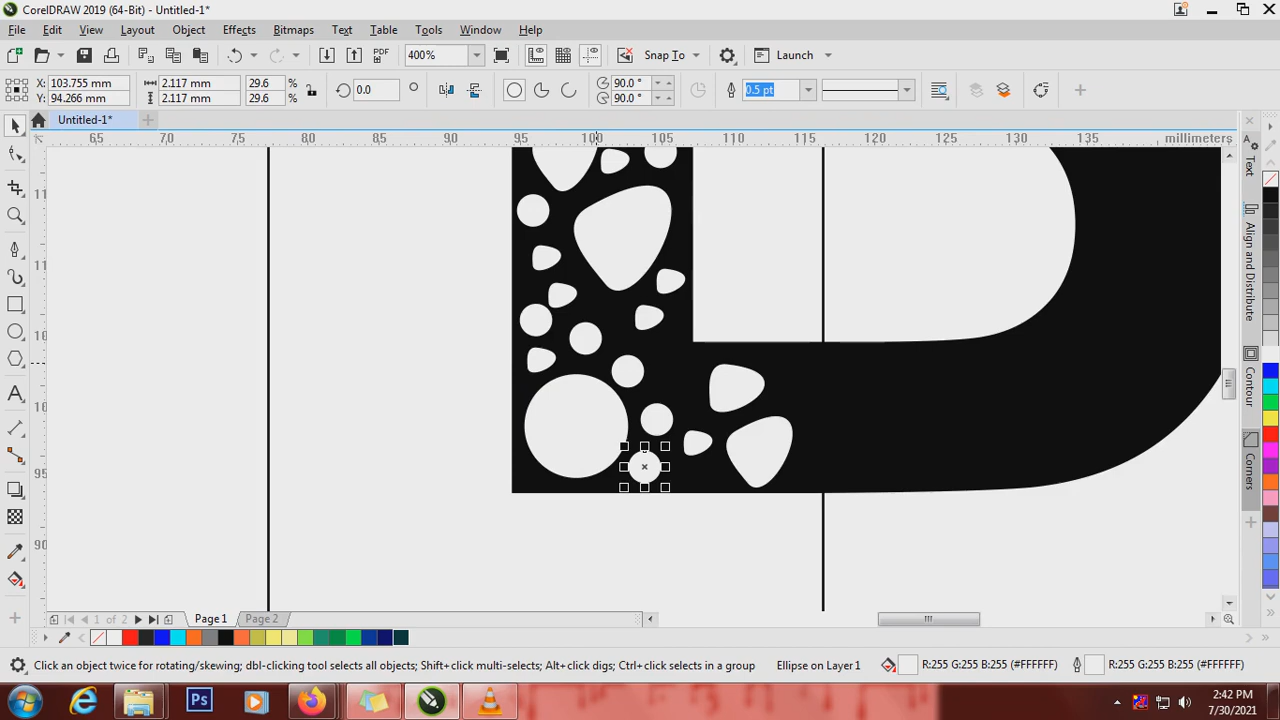 CorelDRAW 2019 (64-Bit) - Untitled-1*
File Edit View Layout Object Effects Bitmaps Text Table Tools Window Help
PDF 400% Snap To Launch
X: 103.755 mm 2.117 mm 29.6 % 0.0 90.0 ° 0.5 pt
Y: 94.266 mm 2.117 mm 29.6 % 90.0 °
Untitled-1*
65 70 75 80 85 90 95 100 105 110 115 120 125 130 135 millimeters
95
90
Text
Align and Distribute
Contour
Corners
1 of 2 Page 1 Page 2
Click an object twice for rotating/skewing; dbl-clicking tool selects all objects; Shift+click multi-selects; Alt+click digs; Ctrl+click selects in a group Ellipse on Layer 1 R:255 G:255 B:255 (#FFFFFF) R:255 G:255 B:255 (#FFFFFF)
Ps
2:42 PM
7/30/2021